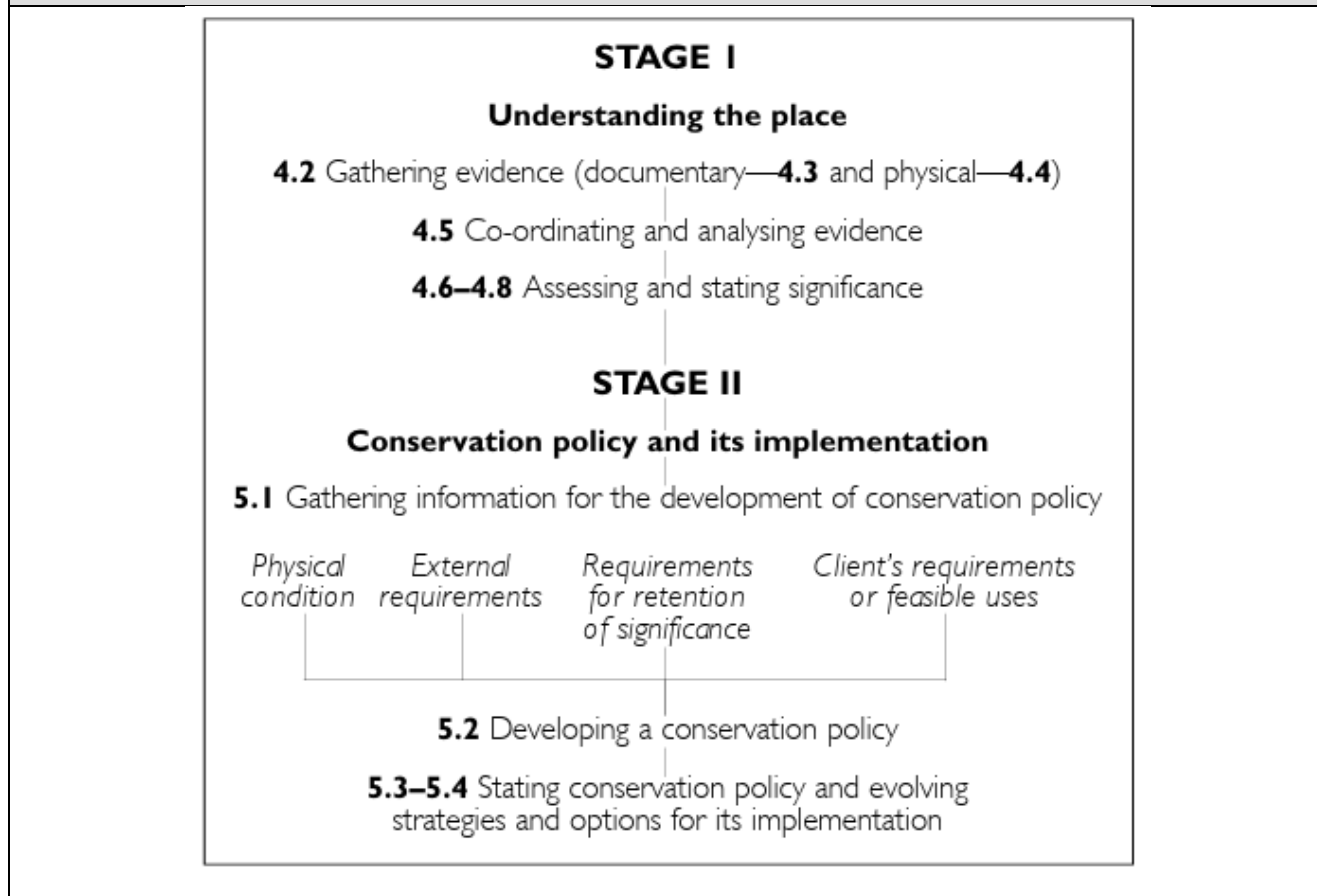 STAGE I
Understanding the place
4.2 Gathering evidence (documentary—4.3 and physical—4.4)
4.5 Co-ordinating and analysing evidence
4.6–4.8 Assessing and stating significance
STAGE II
Conservation policy and its implementation
5.1 Gathering information for the development of conservation policy
Physical condition
External requirements
Requirements for retention of significance
Client's requirements or feasible uses
5.2 Developing a conservation policy
5.3–5.4 Stating conservation policy and evolving
strategies and options for its implementation